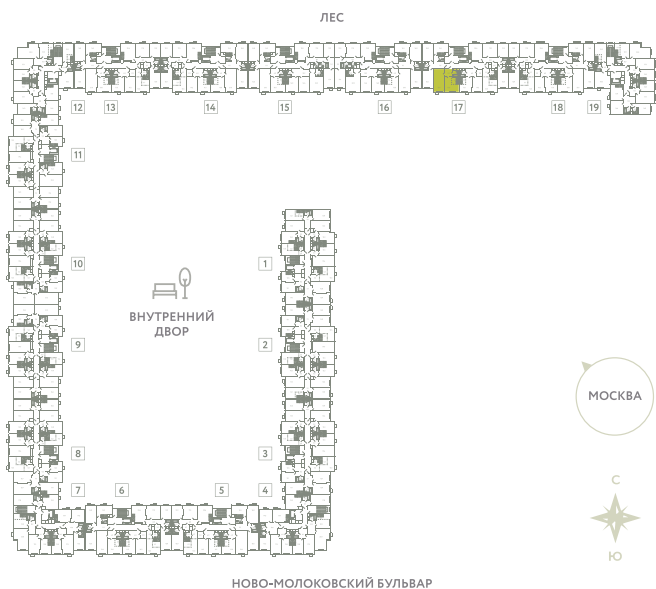 ЛЕС
12 13 14 15 16 17 18 19
11
10 1
ВНУТРЕННИЙ
ДВОР
9 2
МОСКВА
8 3
7 6 5 4
С
Ю
НОВО-МОЛОКОВСКИЙ БУЛЬВАР